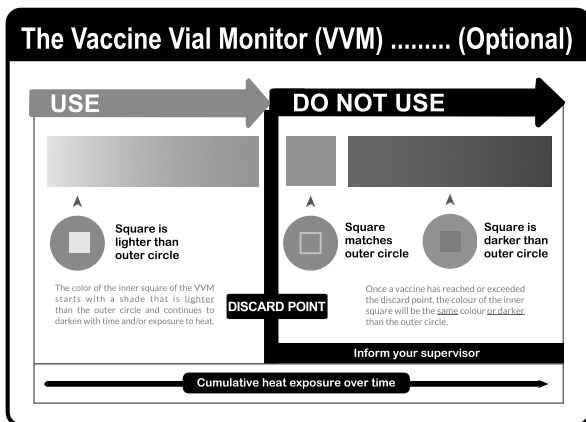 The Vaccine Vial Monitor (VVM) ......... (Optional)
USE
DO NOT USE
Square is
lighter than
outer circle
Square
matches
outer circle
Square is
darker than
outer circle
The color of the inner square of the VVM
starts with a shade that is lighter
than the outer circle and continues to
darken with time and/or exposure to heat.
DISCARD POINT
Once a vaccine has reached or exceeded
the discard point, the colour of the inner
square will be the same colour or darker
than the outer circle.
Inform your supervisor
Cumulative heat exposure over time